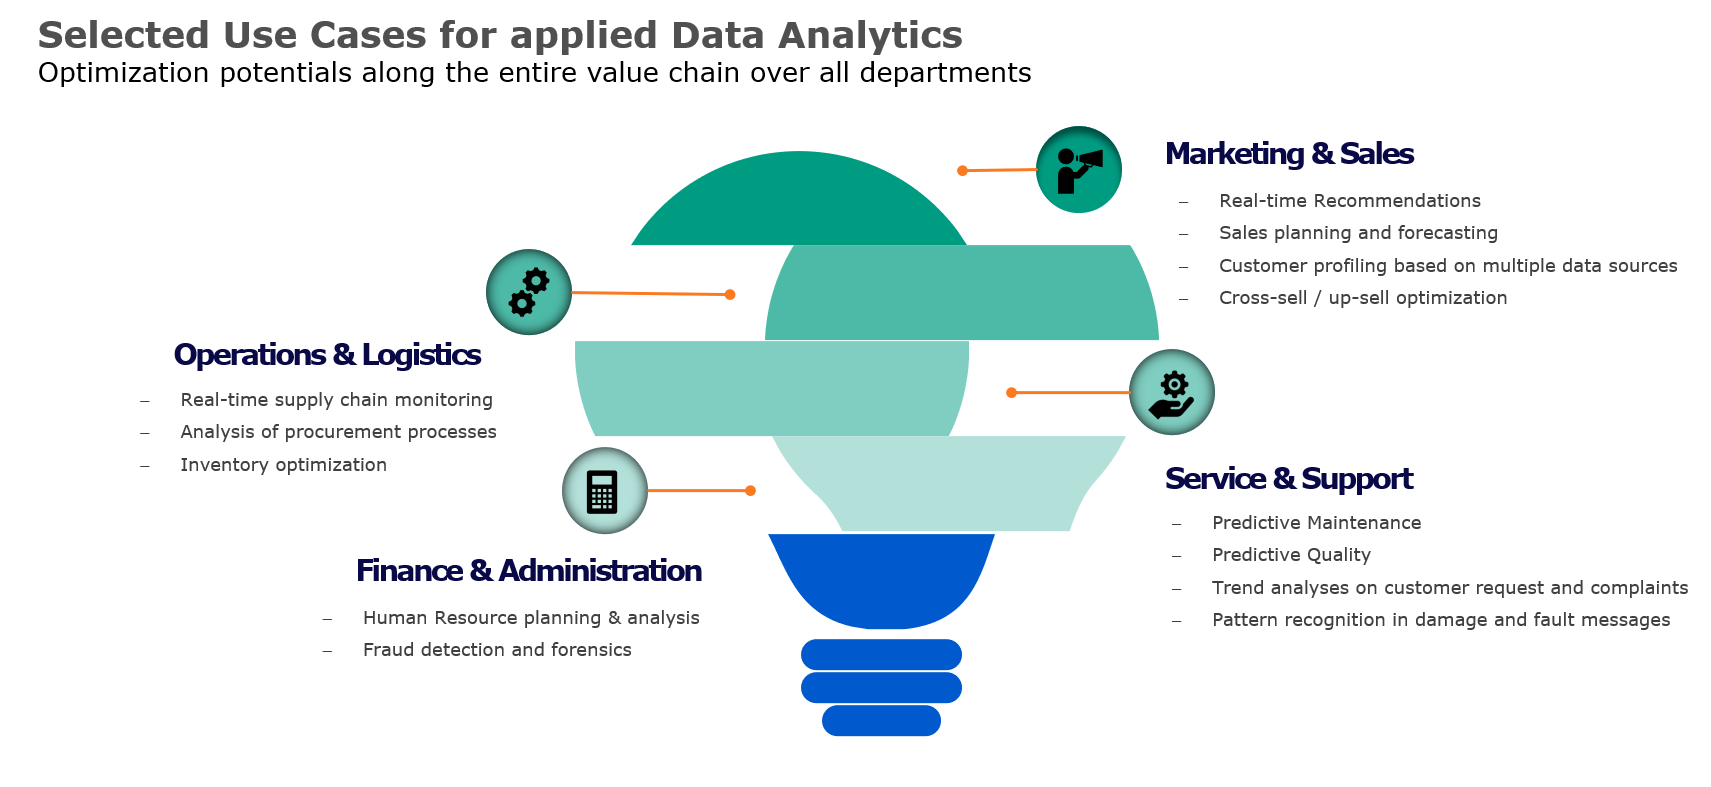 Selected Use Cases for applied Data Analytics
Optimization potentials along the entire value chain over all departments
Marketing & Sales
– Real-time Recommendations
– Sales planning and forecasting
– Customer profiling based on multiple data sources
– Cross-sell / up-sell optimization
Operations & Logistics
– Real-time supply chain monitoring
– Analysis of procurement processes
– Inventory optimization
Service & Support
– Predictive Maintenance
– Predictive Quality
– Trend analyses on customer request and complaints
– Pattern recognition in damage and fault messages
Finance & Administration
– Human Resource planning & analysis
– Fraud detection and forensics